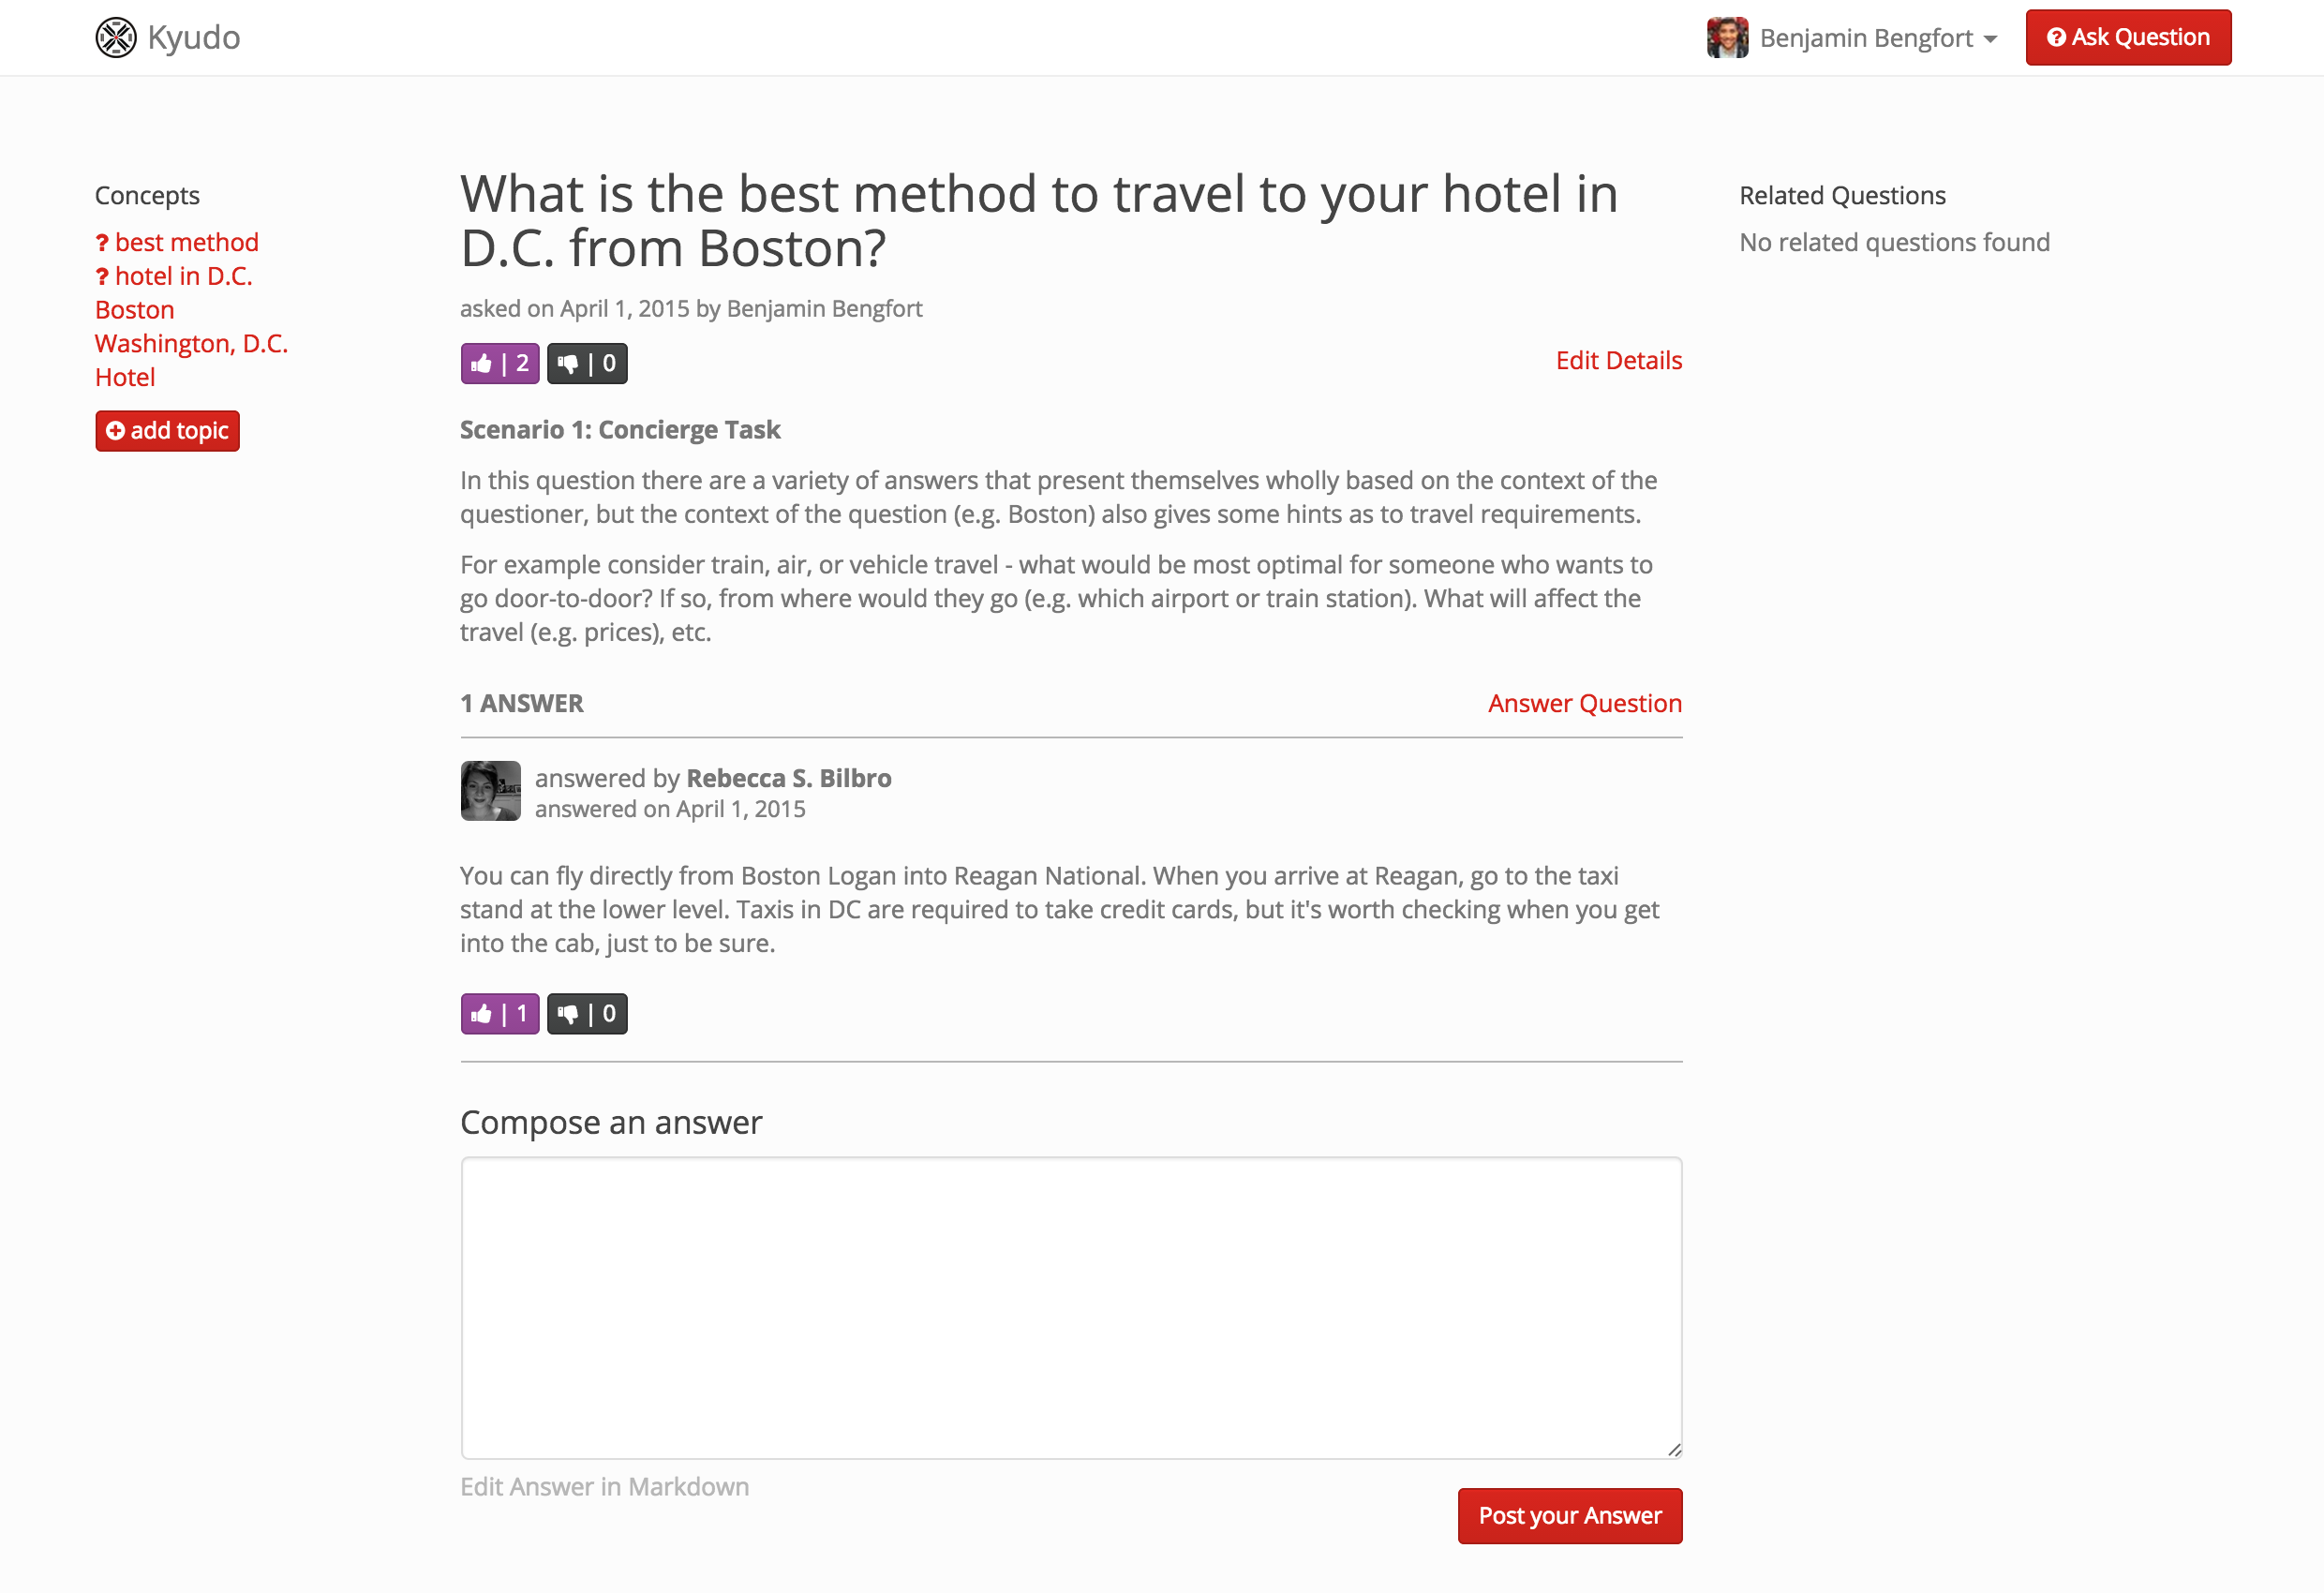 Kyudo
Benjamin Bengfort
Ask Question
Concepts
? best method
? hotel in D.C.
Boston
Washington, D.C.
Hotel
add topic
What is the best method to travel to your hotel in
D.C. from Boston?
asked on April 1, 2015 by Benjamin Bengfort
| 2 | 0
Edit Details
Scenario 1: Concierge Task
In this question there are a variety of answers that present themselves wholly based on the context of the
questioner, but the context of the question (e.g. Boston) also gives some hints as to travel requirements.
For example consider train, air, or vehicle travel - what would be most optimal for someone who wants to
go door-to-door? If so, from where would they go (e.g. which airport or train station). What will affect the
travel (e.g. prices), etc.
1 ANSWER
Answer Question
answered by Rebecca S. Bilbro
answered on April 1, 2015
You can fly directly from Boston Logan into Reagan National. When you arrive at Reagan, go to the taxi
stand at the lower level. Taxis in DC are required to take credit cards, but it's worth checking when you get
into the cab, just to be sure.
| 1 | 0
Compose an answer
Edit Answer in Markdown
Post your Answer
Related Questions
No related questions found